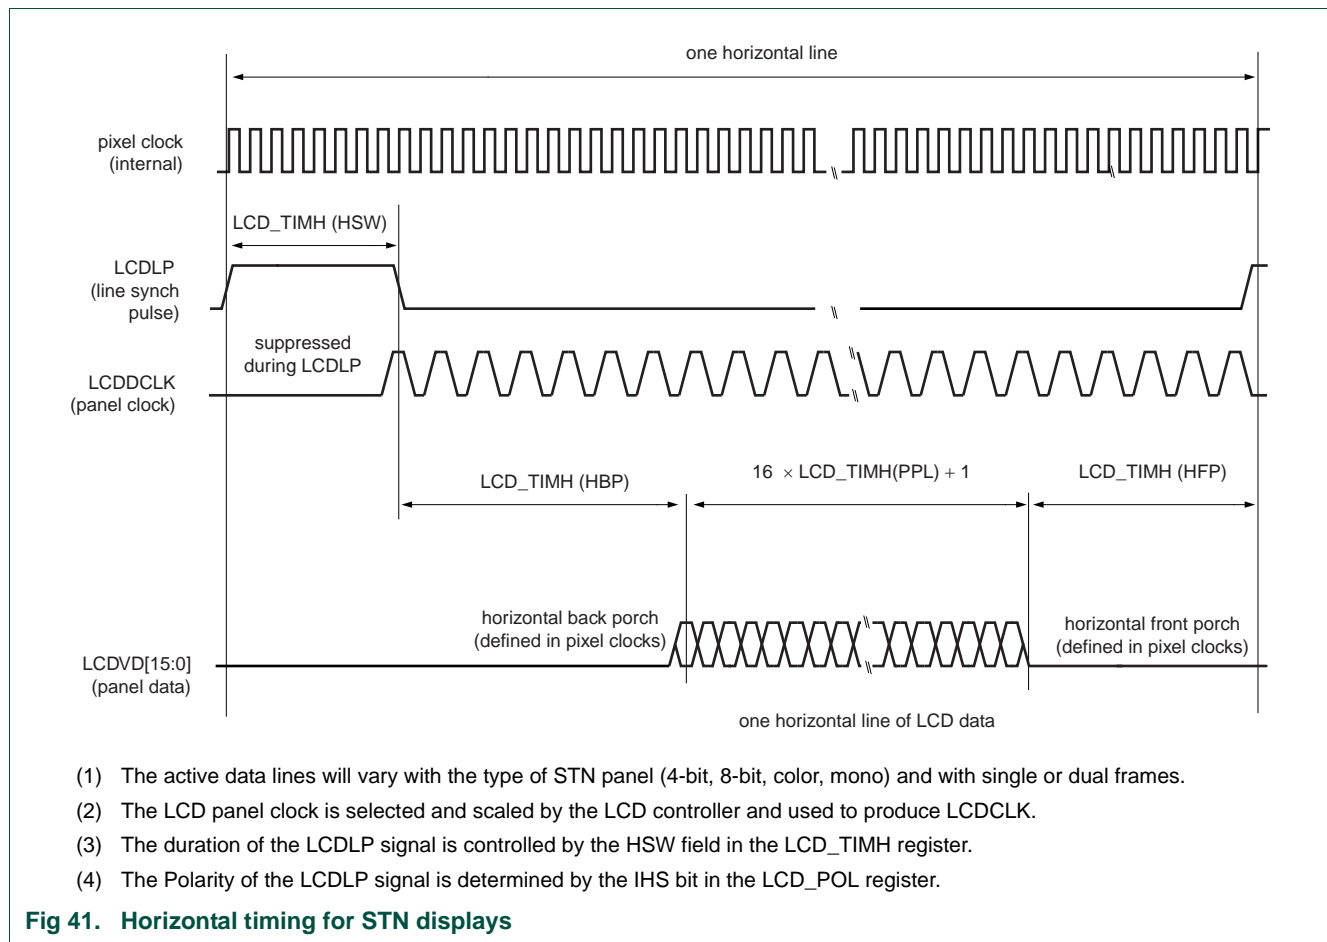 one horizontal line
pixel clock
(internal)
LCD_TIMH (HSW)
LCDLP
(line synch
pulse)
suppressed
during LCDLP
LCDDCLK
(panel clock)
LCD_TIMH (HBP)
16 × LCD_TIMH(PPL) + 1
LCD_TIMH (HFP)
horizontal back porch
(defined in pixel clocks)
horizontal front porch
(defined in pixel clocks)
LCDVD[15:0]
(panel data)
one horizontal line of LCD data
(1) The active data lines will vary with the type of STN panel (4-bit, 8-bit, color, mono) and with single or dual frames.
(2) The LCD panel clock is selected and scaled by the LCD controller and used to produce LCDCLK.
(3) The duration of the LCDLP signal is controlled by the HSW field in the LCD_TIMH register.
(4) The Polarity of the LCDLP signal is determined by the IHS bit in the LCD_POL register.
Fig 41. Horizontal timing for STN displays